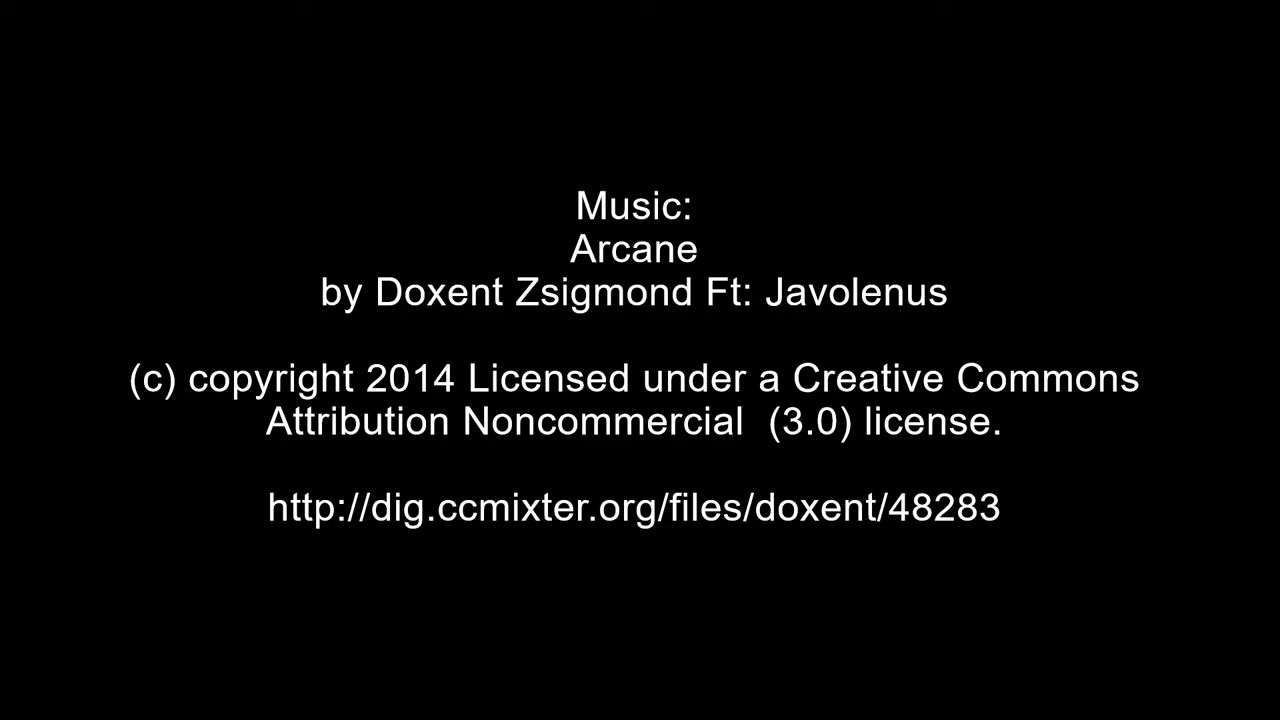 Music:
Arcane
by Doxent Zsigmond Ft: Javolenus
(c) copyright 2014 Licensed under a Creative Commons
Attribution Noncommercial  (3.0) license.
http://dig.ccmixter.org/files/doxent/48283